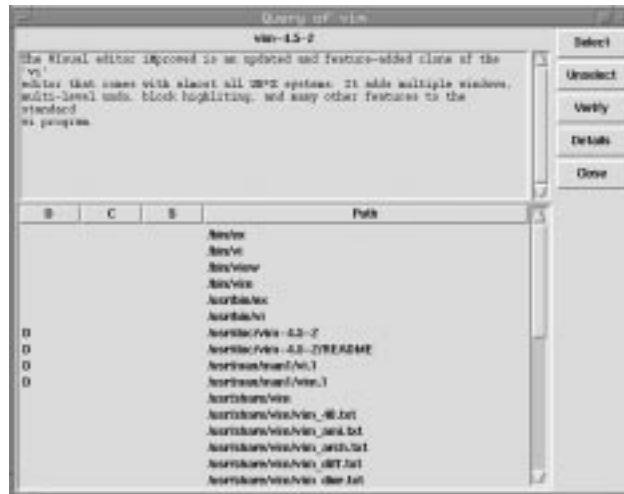 Query of vim
vim-4.5-2
The VIsual editor iMproved is an updated and feature-added clone of the
'vi'
editor that comes with almost all UN*X systems. It adds multiple windows,
multi-level undo, block highliting, and many other features to the
standard
vi program.
Select
Unselect
Verify
Details
Close
D C S Path
/bin/ex
/bin/vi
/bin/view
/bin/vim
/usr/bin/ex
/usr/bin/vi
D /usr/doc/vim-4.5-2
D /usr/doc/vim-4.5-2/README
D /usr/man/man1/vi.1
D /usr/man/man1/vim.1
/usr/share/vim
/usr/share/vim/vim_40.txt
/usr/share/vim/vim_ami.txt
/usr/share/vim/vim_arch.txt
/usr/share/vim/vim_diff.txt
/usr/share/vim/vim_digr.txt